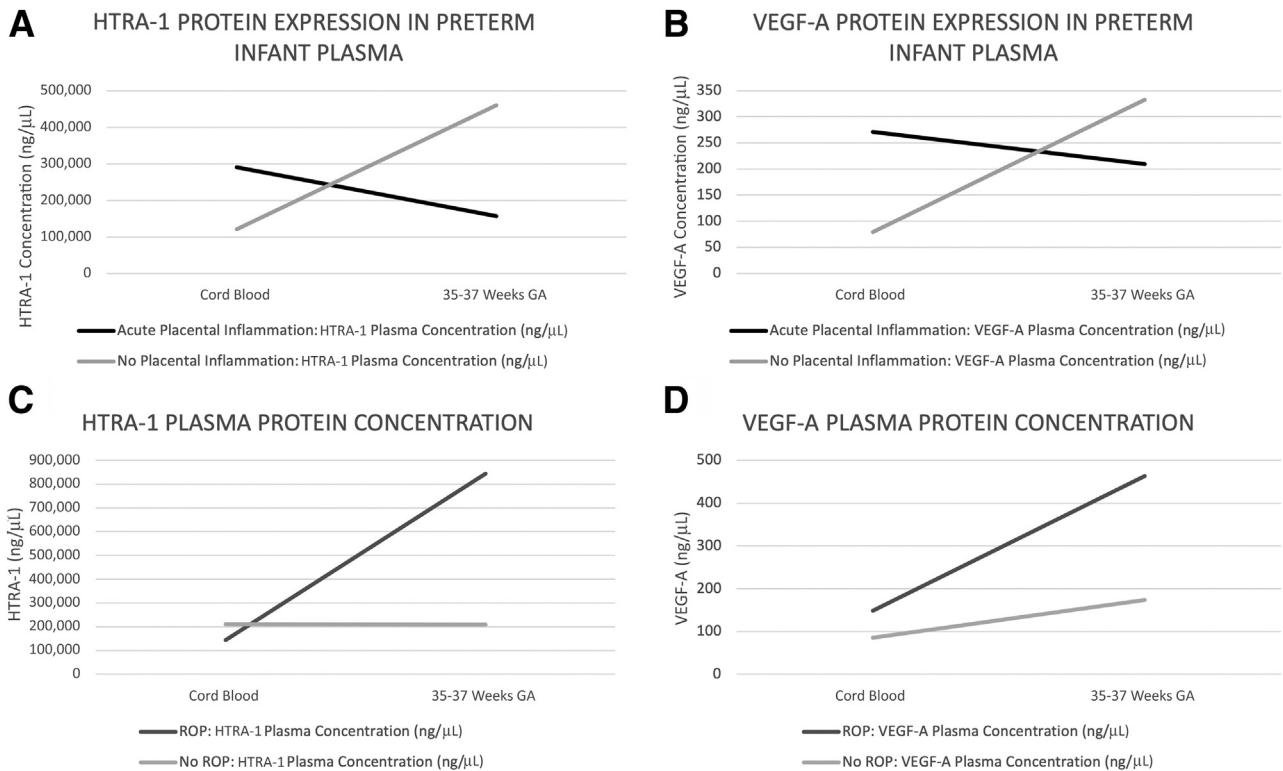 A
HTRA-1 PROTEIN EXPRESSION IN PRETERM
INFANT PLASMA
HTRA-1 Concentration (ng/μL)
500,000
400,000
300,000
200,000
100,000
0
Cord Blood
35-37 Weeks GA
Acute Placental Inflammation: HTRA-1 Plasma Concentration (ng/μL)
No Placental Inflammation: HTRA-1 Plasma Concentration (ng/μL)
B
VEGF-A PROTEIN EXPRESSION IN PRETERM
INFANT PLASMA
VEGF-A Concentration (ng/μL)
350
300
250
200
150
100
50
0
Cord Blood
35-37 Weeks GA
Acute Placental Inflammation: VEGF-A Plasma Concentration (ng/μL)
No Placental Inflammation: VEGF-A Plasma Concentration (ng/μL)
C
HTRA-1 PLASMA PROTEIN CONCENTRATION
HTRA-1 (ng/μL)
900,000
800,000
700,000
600,000
500,000
400,000
300,000
200,000
100,000
0
Cord Blood
35-37 Weeks GA
ROP: HTRA-1 Plasma Concentration (ng/μL)
No ROP: HTRA-1 Plasma Concentration (ng/μL)
D
VEGF-A PLASMA PROTEIN CONCENTRATION
VEGF-A (ng/μL)
500
400
300
200
100
0
Cord Blood
35-37 Weeks GA
ROP: VEGF-A Plasma Concentration (ng/μL)
No ROP: VEGF-A Plasma Concentration (ng/μL)